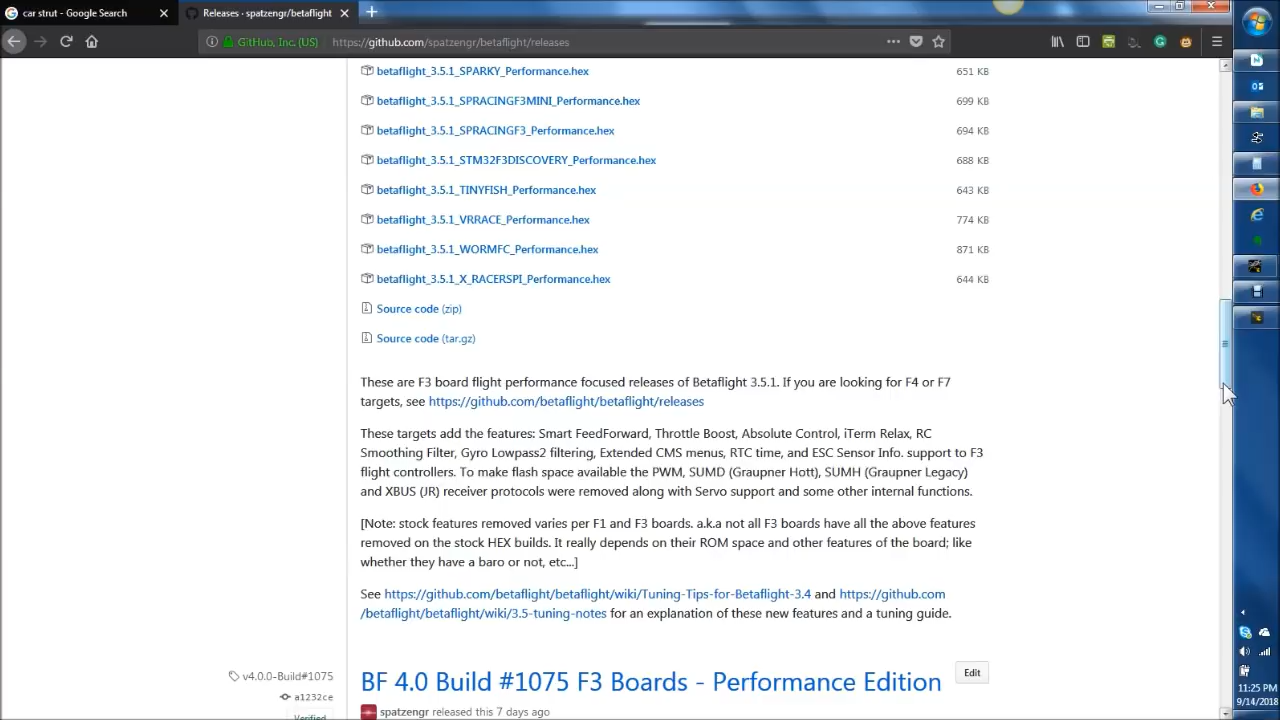 car strut - Google Search
Releases · spatzengr/betaflight
GitHub, Inc. (US)
https://github.com/spatzengr/betaflight/releases
betaflight_3.5.1_SPARKY_Performance.hex 651 KB
betaflight_3.5.1_SPRACINGF3MINI_Performance.hex 699 KB
betaflight_3.5.1_SPRACINGF3_Performance.hex 694 KB
betaflight_3.5.1_STM32F3DISCOVERY_Performance.hex 688 KB
betaflight_3.5.1_TINYFISH_Performance.hex 643 KB
betaflight_3.5.1_VRRACE_Performance.hex 774 KB
betaflight_3.5.1_WORMFC_Performance.hex 871 KB
betaflight_3.5.1_X_RACERSPI_Performance.hex 644 KB
Source code (zip)
Source code (tar.gz)
These are F3 board flight performance focused releases of Betaflight 3.5.1. If you are looking for F4 or F7
targets, see https://github.com/betaflight/betaflight/releases
These targets add the features: Smart FeedForward, Throttle Boost, Absolute Control, iTerm Relax, RC
Smoothing Filter, Gyro Lowpass2 filtering, Extended CMS menus, RTC time, and ESC Sensor Info. support to F3
flight controllers. To make flash space available the PWM, SUMD (Graupner Hott), SUMH (Graupner Legacy)
and XBUS (JR) receiver protocols were removed along with Servo support and some other internal functions.
[Note: stock features removed varies per F1 and F3 boards. a.k.a not all F3 boards have all the above features
removed on the stock HEX builds. It really depends on their ROM space and other features of the board; like
whether they have a baro or not, etc...]
See https://github.com/betaflight/betaflight/wiki/Tuning-Tips-for-Betaflight-3.4 and https://github.com
/betaflight/betaflight/wiki/3.5-tuning-notes for an explanation of these new features and a tuning guide.
v4.0.0-Build#1075
a1232ce
Verified
BF 4.0 Build #1075 F3 Boards - Performance Edition
Edit
spatzengr released this 7 days ago
11:25 PM
9/14/2018